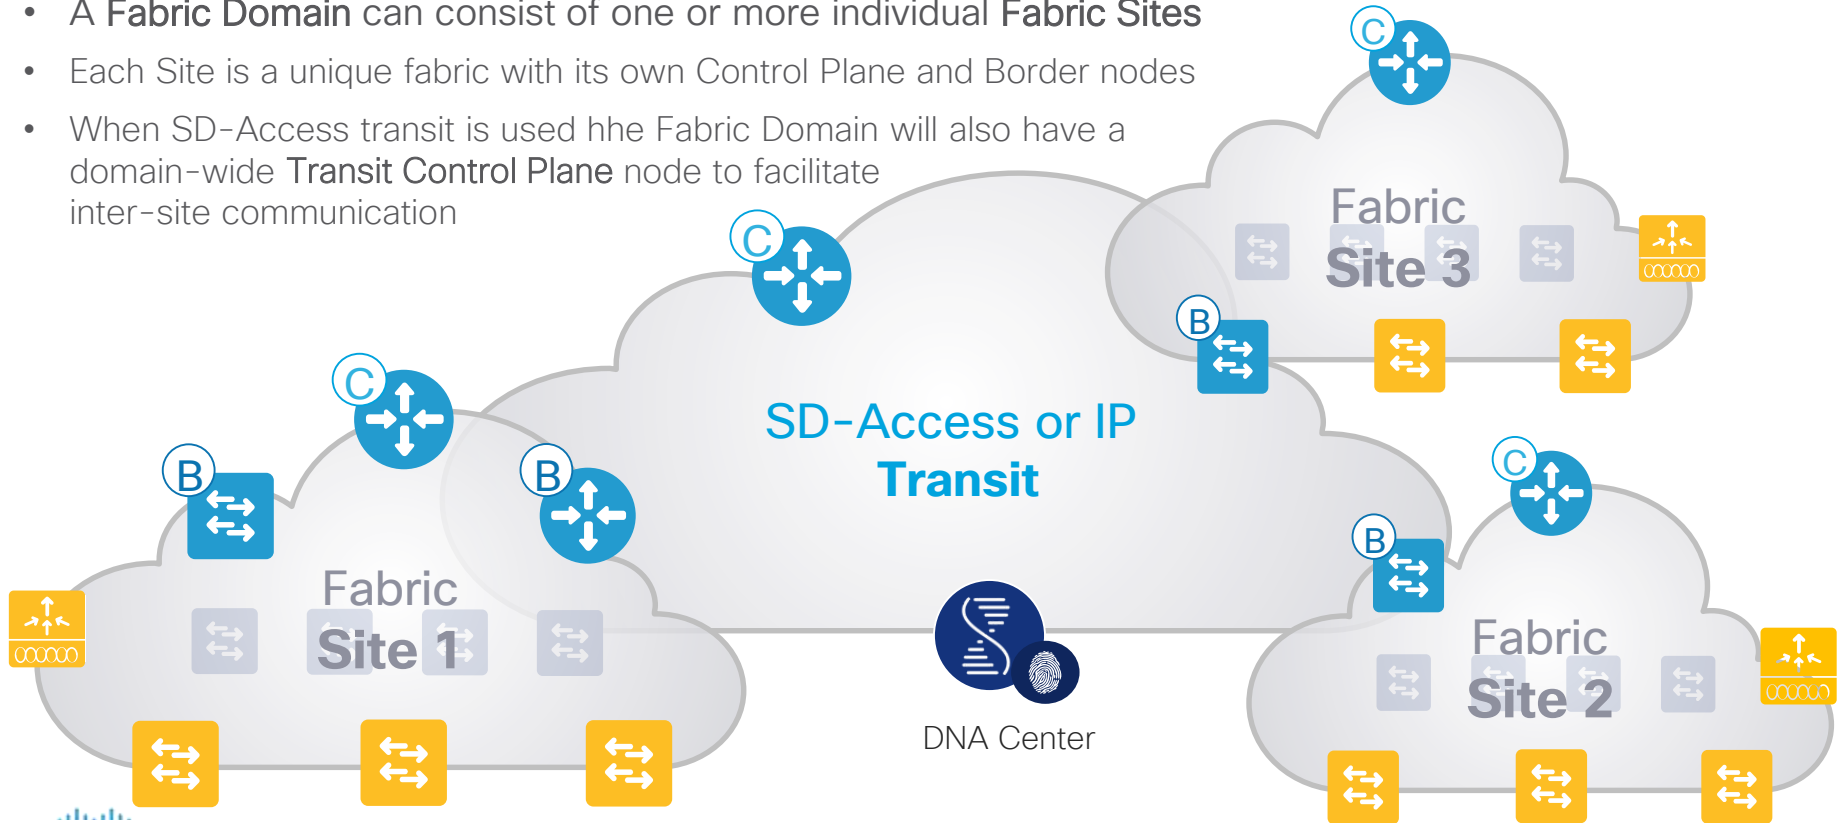 • A Fabric Domain can consist of one or more individual Fabric Sites
• Each Site is a unique fabric with its own Control Plane and Border nodes
• When SD-Access transit is used hhe Fabric Domain will also have a
domain-wide Transit Control Plane node to facilitate
inter-site communication
C
Fabric
Site 3
B
C
SD-Access or IP
Transit
C
B
B
Fabric
Site 1
C
B
Fabric
Site 2
DNA Center